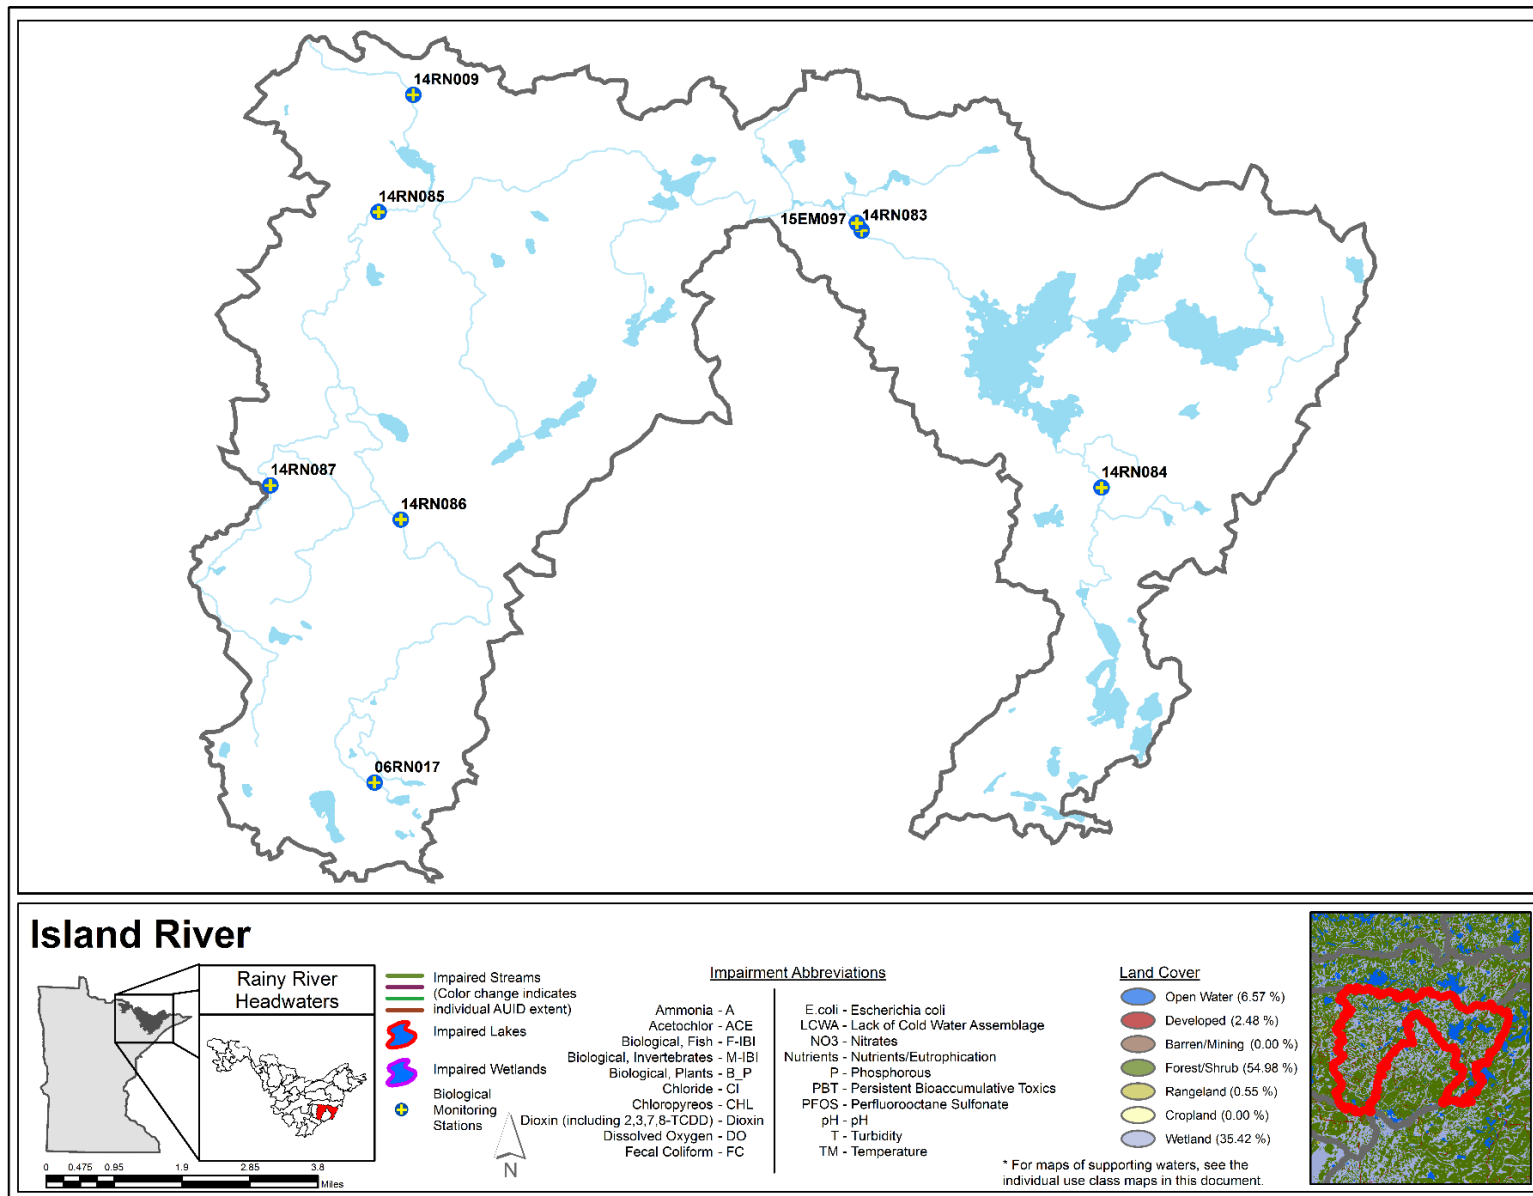 14RN009
14RN085
15EM097
14RN083
14RN087
14RN086
14RN084
06RN017
Island River
Rainy River
Headwaters
0 0.475 0.95 1.9 2.85 3.8
Miles
Impaired Streams
(Color change indicates
individual AUID extent)
Impaired Lakes
Impaired Wetlands
Biological
Monitoring
Stations
N
Impairment Abbreviations
Ammonia - A
Acetochlor - ACE
Biological, Fish - F-IBI
Biological, Invertebrates - M-IBI
Biological, Plants - B_P
Chloride - Cl
Chloropyreos - CHL
Dioxin (including 2,3,7,8-TCDD) - Dioxin
Dissolved Oxygen - DO
Fecal Coliform - FC
E.coli - Escherichia coli
LCWA - Lack of Cold Water Assemblage
NO3 - Nitrates
Nutrients - Nutrients/Eutrophication
P - Phosphorous
PBT - Persistent Bioaccumulative Toxics
PFOS - Perfluorooctane Sulfonate
pH - pH
T - Turbidity
TM - Temperature
Land Cover
Open Water (6.57 %)
Developed (2.48 %)
Barren/Mining (0.00 %)
Forest/Shrub (54.98 %)
Rangeland (0.55 %)
Cropland (0.00 %)
Wetland (35.42 %)
* For maps of supporting waters, see the
individual use class maps in this document.